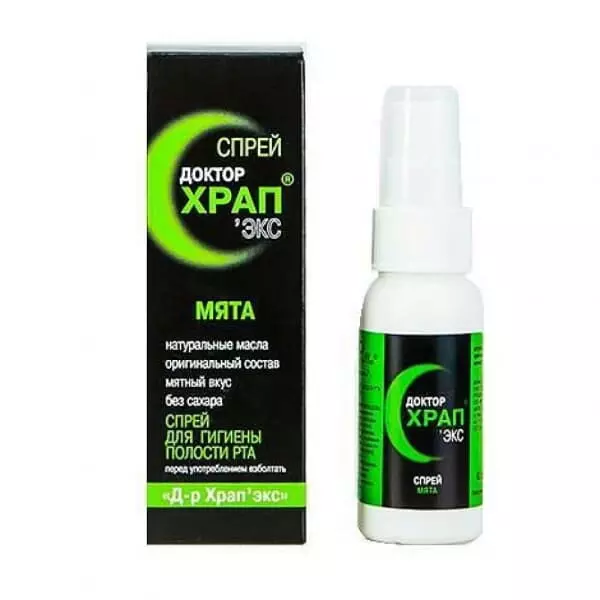 СПРЕЙ
ДОКТОР
ХРАП®
’ЭКС
МЯТА
натуральные масла
оригинальный состав
мятный вкус
без сахара
СПРЕЙ
ДЛЯ ГИГИЕНЫ
ПОЛОСТИ РТА
перед употреблением взболтать
«Д-р Храп’экс»
ДОКТОР
ХРАП®
’ЭКС
СПРЕЙ
МЯТА